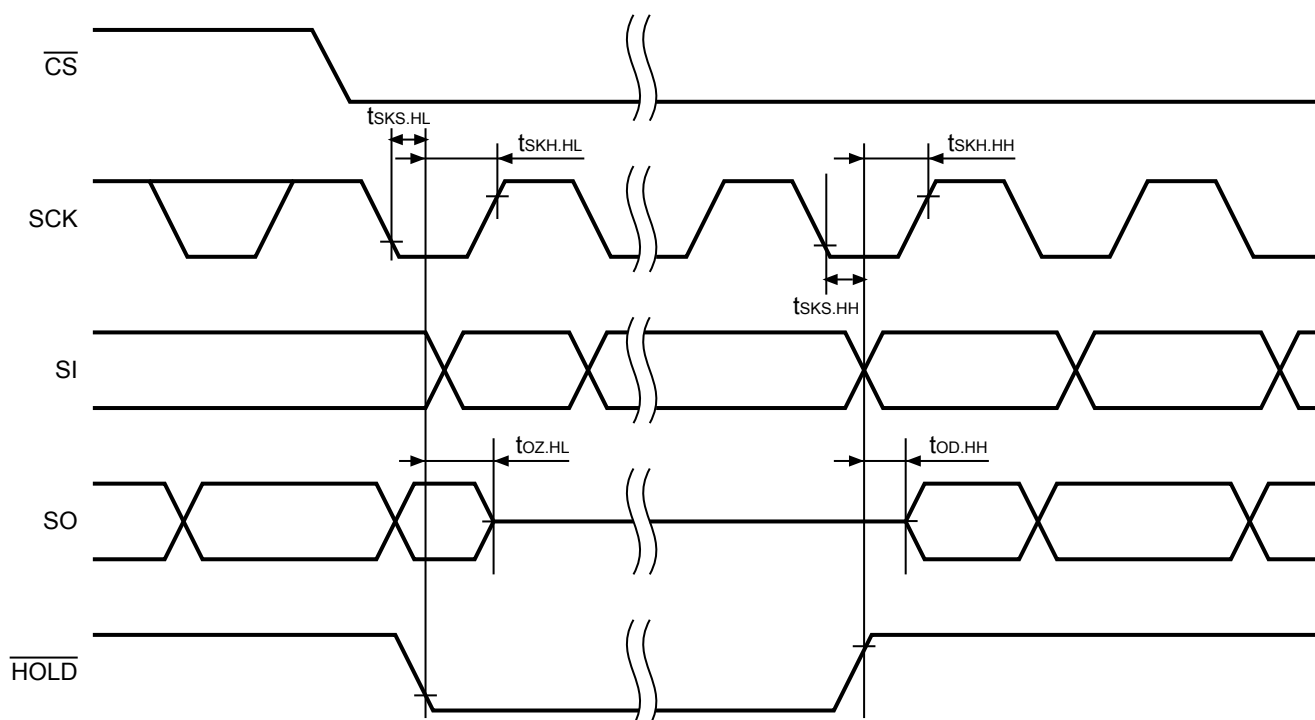 CS
tSKS.HL
tSKH.HL
tSKH.HH
SCK
tSKS.HH
SI
tOZ.HL
tOD.HH
SO
HOLD